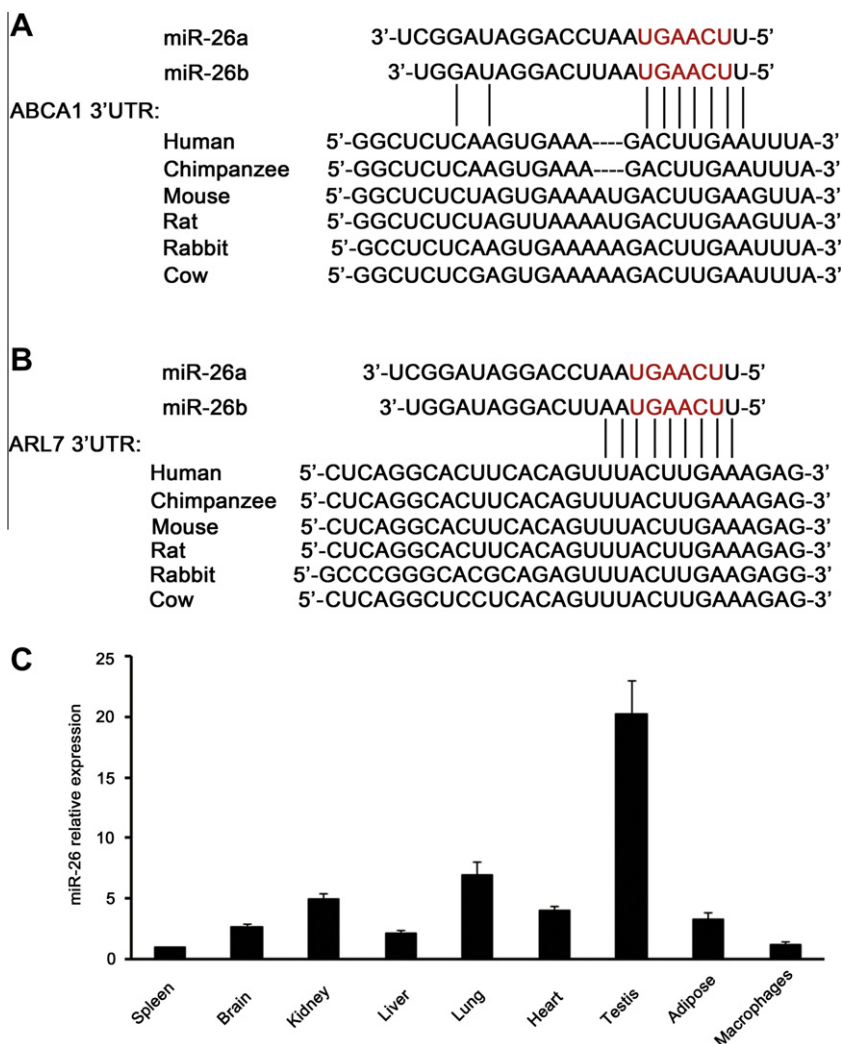 A
miR-26a 3'-UCGGAUAGGACCUAAUGAACUU-5'
miR-26b 3'-UGGAUAGGACUUAAUGAACUU-5'
ABCA1 3'UTR:
Human 5'-GGCUCUCAAGUGAAA----GACUUGAAUUUA-3'
Chimpanzee 5'-GGCUCUCAAGUGAAA----GACUUGAAUUUA-3'
Mouse 5'-GGCUCUCUAGUGAAAAUGACUUGAAGUUA-3'
Rat 5'-GGCUCUCUAGUUAAAAUGACUUGAAGUUA-3'
Rabbit 5'-GCCUCUCAAGUGAAAAAGACUUGAAUUUA-3'
Cow 5'-GGCUCUCGAGUGAAAAAGACUUGAAUUUA-3'
B
miR-26a 3'-UCGGAUAGGACCUAAUGAACUU-5'
miR-26b 3'-UGGAUAGGACUUAAUGAACUU-5'
ARL7 3'UTR:
Human 5'-CUCAGGCACUUCACAGUUUACUUGAAAGAG-3'
Chimpanzee 5'-CUCAGGCACUUCACAGUUUACUUGAAAGAG-3'
Mouse 5'-CUCAGGCACUUCACAGUUUACUUGAAAGAG-3'
Rat 5'-CUCAGGCACUUCACAGUUUACUUGAAAGAG-3'
Rabbit 5'-GCCCGGGCACGCAGAGUUUACUUGAAGAGG-3'
Cow 5'-CUCAGGCUCCUCACAGUUUACUUGAAAGAG-3'
C
miR-26 relative expression
25
20
15
10
5
0
Spleen
Brain
Kidney
Liver
Lung
Heart
Testis
Adipose
Macrophages